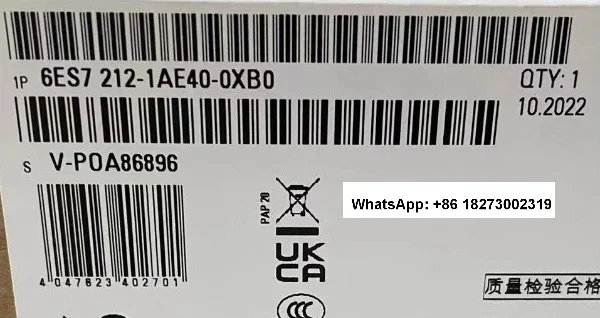 1P 6ES7 212-1AE40-0XB0 QTY: 1
10.2022
S V-POA86896
PAP 20
WhatsApp: +86 18273002319
UK
CA
4 047623 402701
CCC
质量检验合格